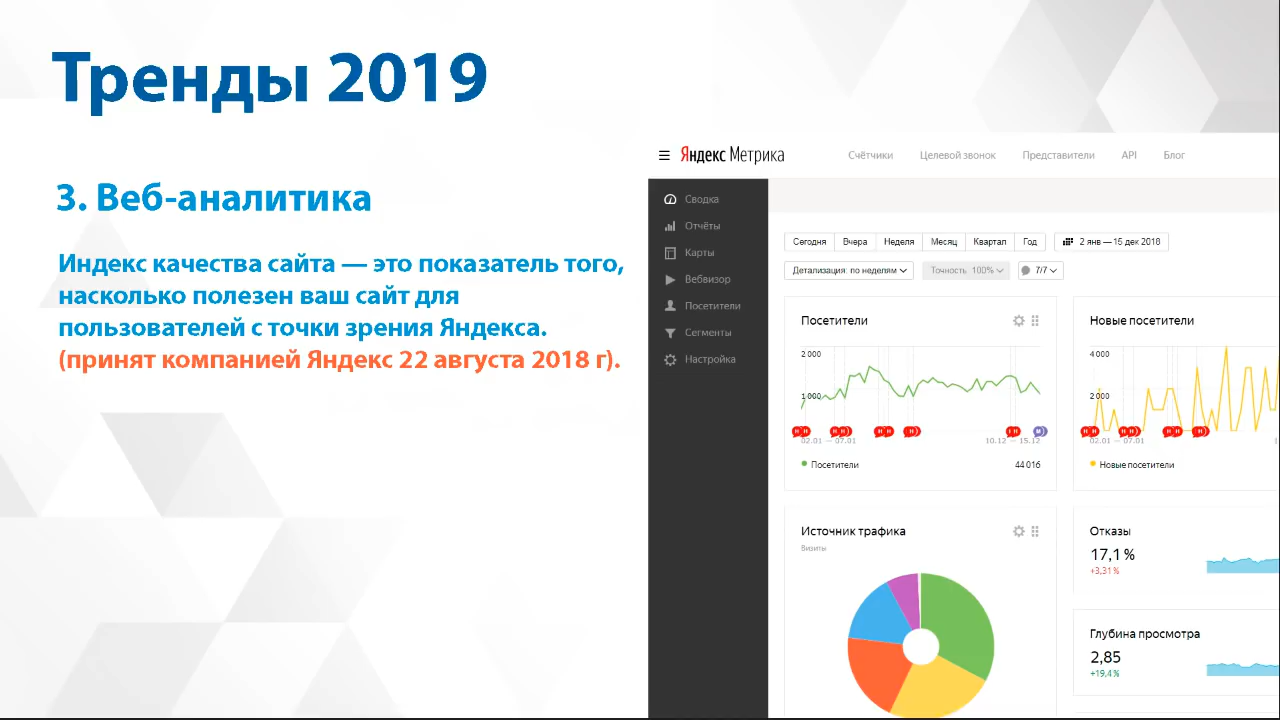 Тренды 2019
3. Веб-аналитика
Индекс качества сайта — это показатель того,
насколько полезен ваш сайт для
пользователей с точки зрения Яндекса.
(принят компанией Яндекс 22 августа 2018 г).
Яндекс Метрика
Счётчики Целевой звонок Представители API Блог
Сводка
Отчёты
Карты
Вебвизор
Посетители
Сегменты
Настройка
Сегодня Вчера Неделя Месяц Квартал Год 2 янв — 15 дек 2018
Детализация: по неделям Точность 100% 7/7
Посетители
2 000
1 000
Н Н Н Н Н Н Н Н М
02.01 — 07.01 10.12 — 15.12
Посетители 44 016
Новые посетители
4 000
2 000
Н Н Н Н Н Н Н
02.01 — 07.01
Новые посетители
Источник трафика
Визиты
Отказы
17,1 %
+3,31 %
Глубина просмотра
2,85
+19,4 %